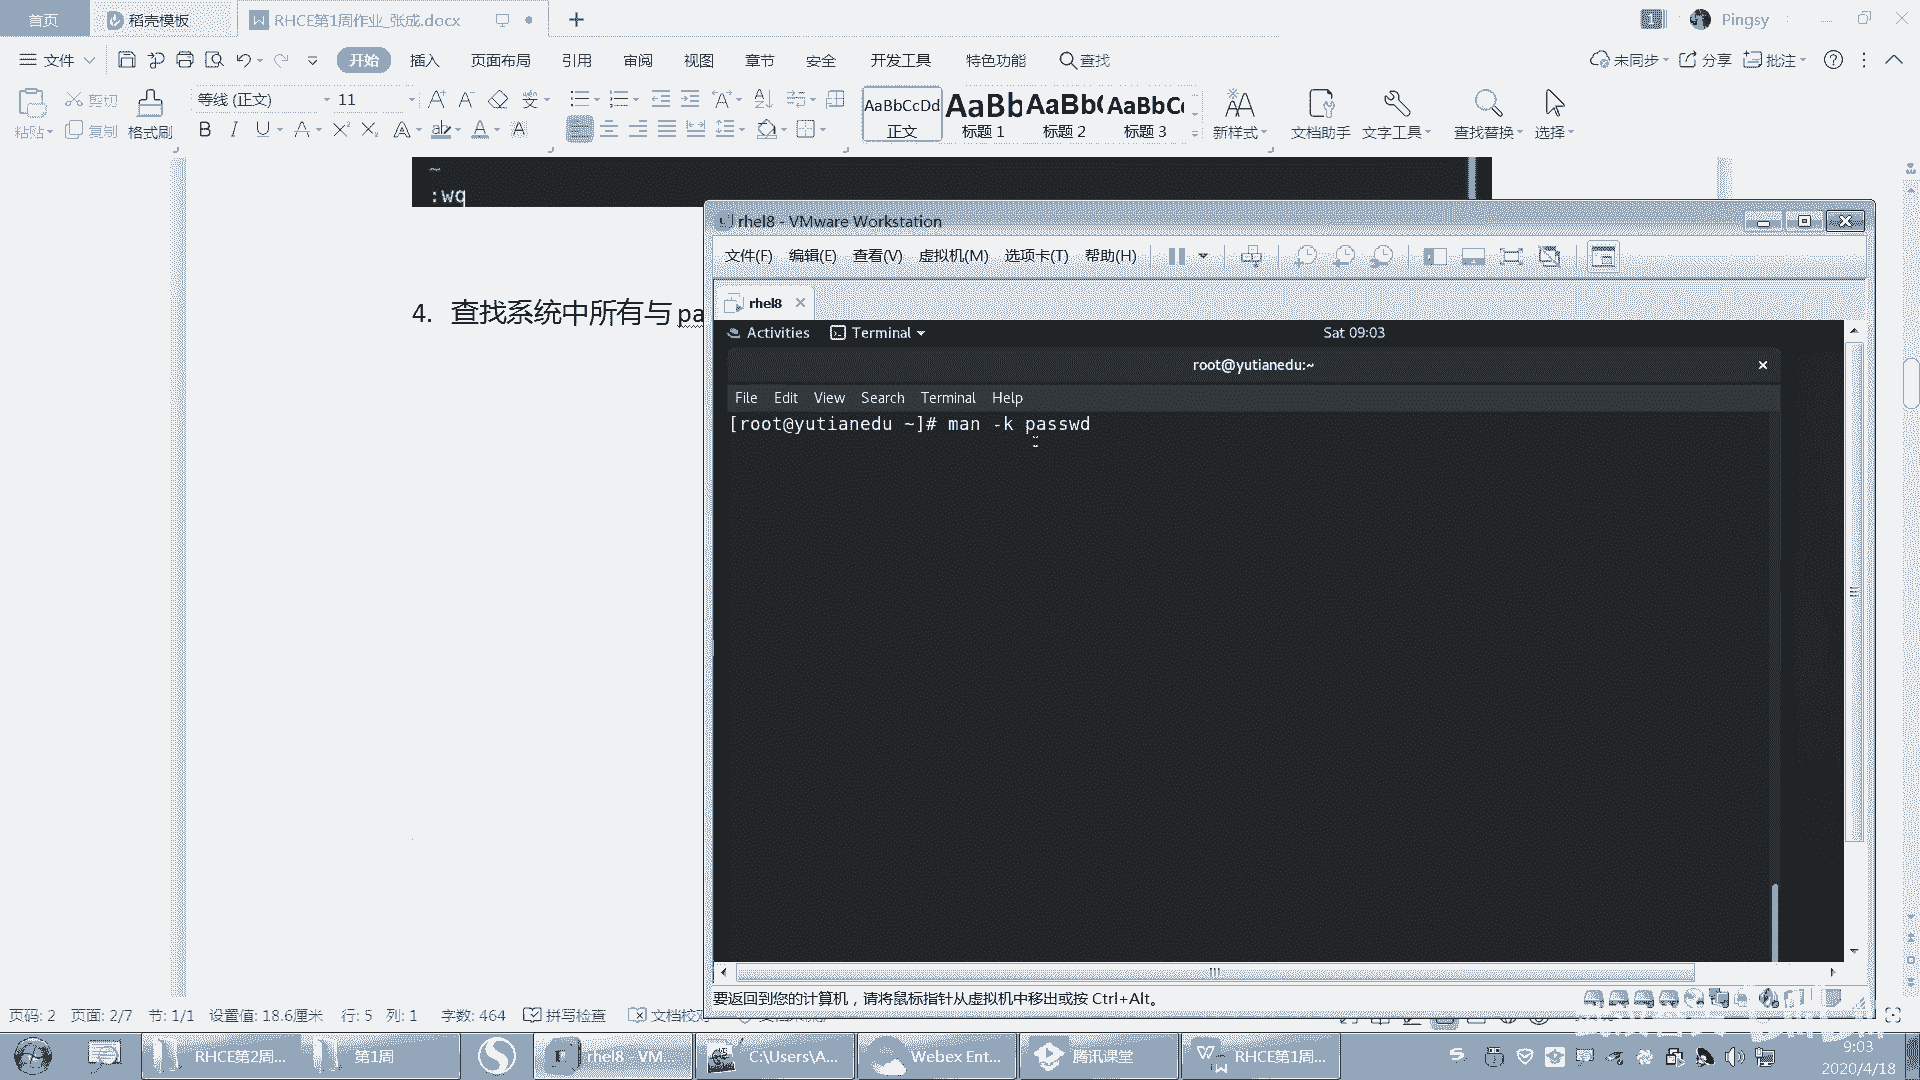 首页
稻壳模板
RHCE第1周作业_张成.docx
1
Pingsy
文件
开始
插入
页面布局
引用
审阅
视图
章节
安全
开发工具
特色功能
查找
未同步
分享
批注
粘贴
剪切
复制
格式刷
等线 (正文)
11
AaBbCcDd
正文
AaBb
标题 1
AaBb(
标题 2
AaBbC
标题 3
新样式
文档助手
文字工具
查找替换
选择
~
:wq
4. 查找系统中所有与 pa
rhel8 - VMware Workstation
文件(F) 编辑(E) 查看(V) 虚拟机(M) 选项卡(T) 帮助(H)
rhel8
Activities Terminal Sat 09:03
root@yutianedu:~
File Edit View Search Terminal Help
[root@yutianedu ~]# man -k passwd
要返回到您的计算机，请将鼠标指针从虚拟机中移出或按 Ctrl+Alt。
页码: 2 页面: 2/7 节: 1/1 设置值: 18.6厘米 行: 5 列: 1 字数: 464 拼写检查 文档校
RHCE第2周...
第1周
rhel8 - VM...
C:\Users\A...
Webex Ent...
腾讯课堂
RHCE第1周...
9:03
2020/4/18